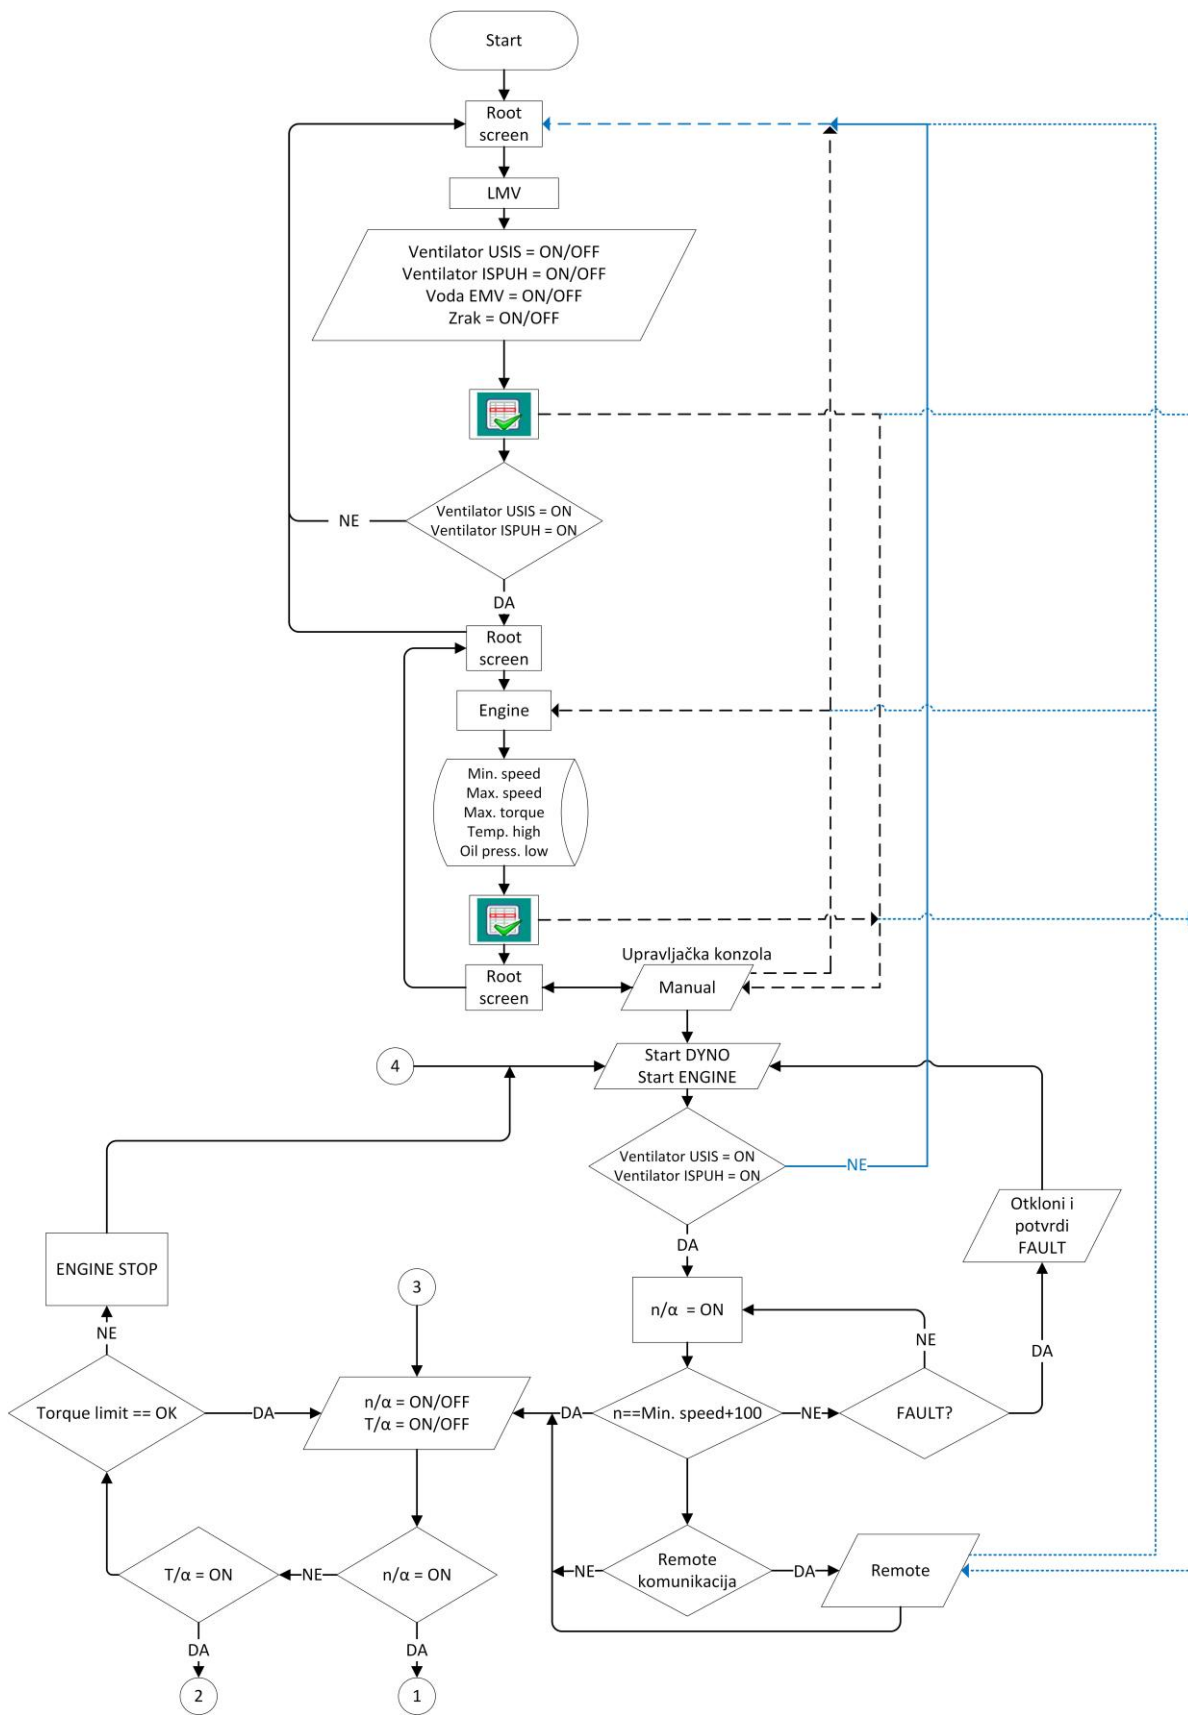 Start
Root
screen
LMV
Ventilator USIS = ON/OFF
Ventilator ISPUH = ON/OFF
Voda EMV = ON/OFF
Zrak = ON/OFF
Ventilator USIS = ON
Ventilator ISPUH = ON
NE
DA
Root
screen
Engine
Min. speed
Max. speed
Max. torque
Temp. high
Oil press. low
Root
screen
Upravljačka konzola
Manual
4
Start DYNO
Start ENGINE
Ventilator USIS = ON
Ventilator ISPUH = ON
NE
DA
Otkloni i
potvrdi
FAULT
ENGINE STOP
3
n/α = ON
NE
NE
DA
Torque limit == OK
DA
n/α = ON/OFF
T/α = ON/OFF
DA
n==Min. speed+100
NE
FAULT?
T/α = ON
NE
n/α = ON
NE
Remote
komunikacija
DA
Remote
DA
DA
2
1